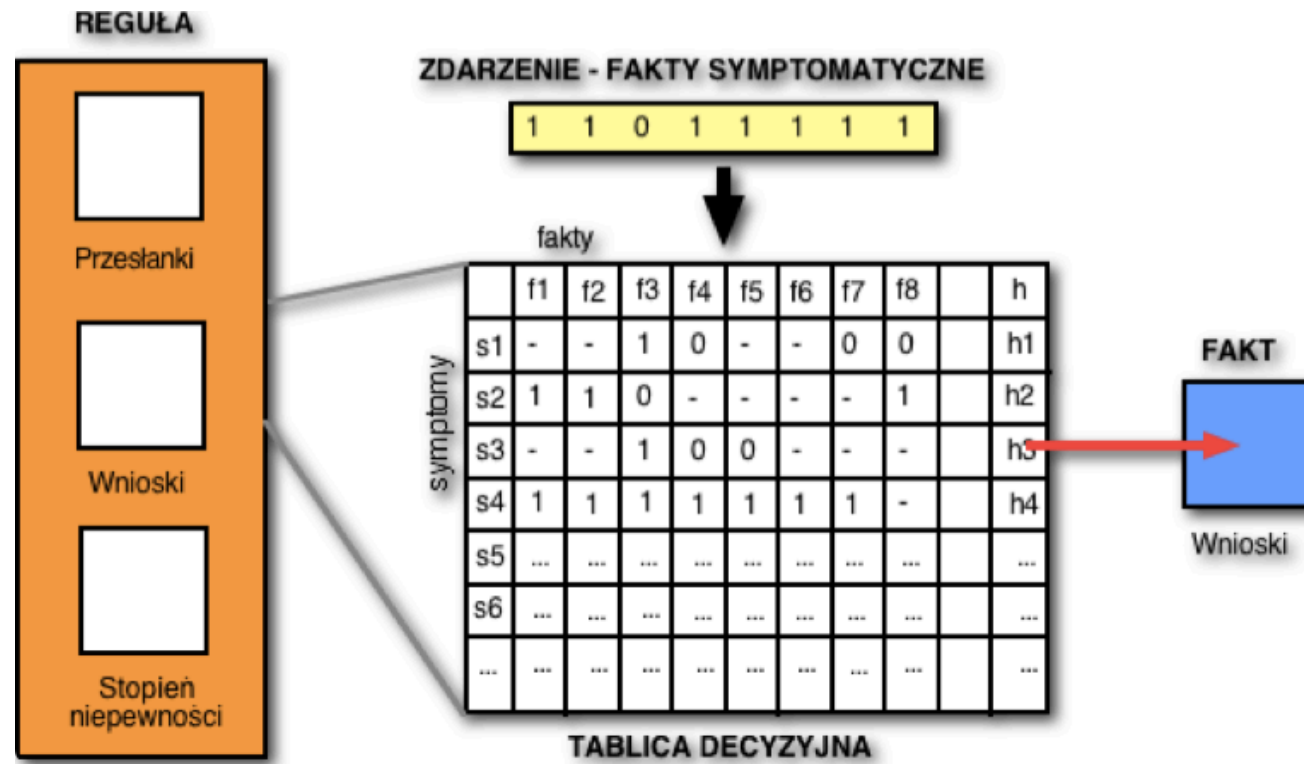 REGUŁA
Przesłanki
Wnioski
Stopień
niepewności
ZDARZENIE - FAKTY SYMPTOMATYCZNE
1 1 0 1 1 1 1 1
fakty
symptomy
f1 f2 f3 f4 f5 f6 f7 f8 h
s1 - - 1 0 - - 0 0 h1
s2 1 1 0 - - - - 1 h2
s3 - - 1 0 0 - - - h3
s4 1 1 1 1 1 1 1 - h4
s5 ... ... ... ... ... ... ... ... ...
s6 ... ... ... ... ... ... ... ... ...
... ... ... ... ... ... ... ... ... ...
TABLICA DECYZYJNA
FAKT
Wnioski